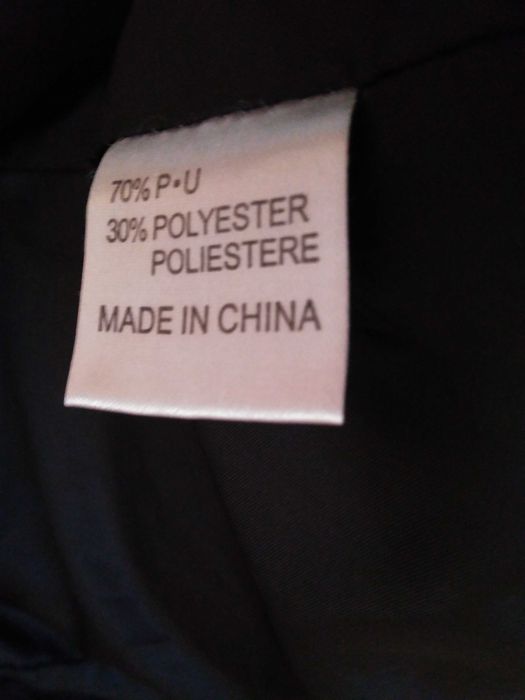 70% P•U
30% POLYESTER
POLIESTERE
MADE IN CHINA